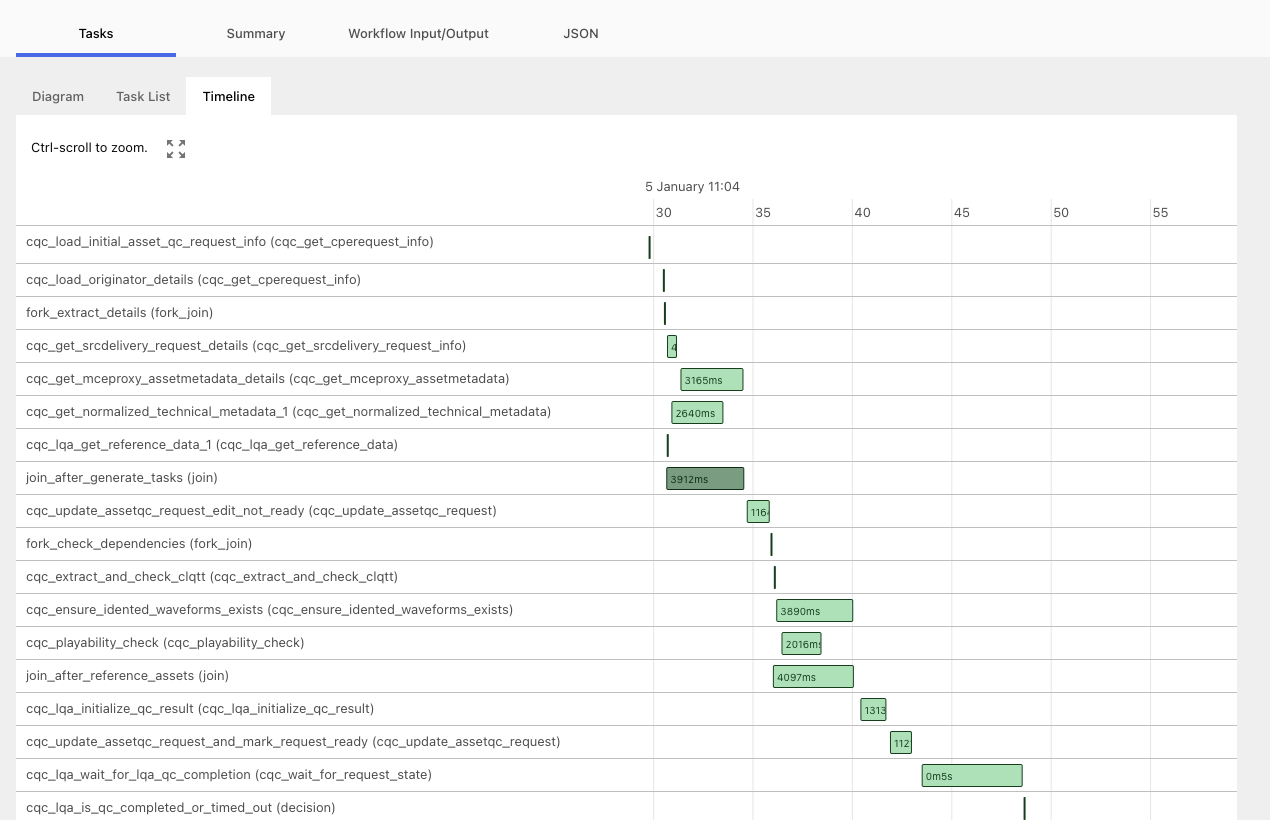 Tasks Summary Workflow Input/Output JSON
Diagram Task List Timeline
Ctrl-scroll to zoom.
5 January 11:04
30 35 40 45 50 55
cqc_load_initial_asset_qc_request_info (cqc_get_cperequest_info)
cqc_load_originator_details (cqc_get_cperequest_info)
fork_extract_details (fork_join)
cqc_get_srcdelivery_request_details (cqc_get_srcdelivery_request_info) 4
cqc_get_mceproxy_assetmetadata_details (cqc_get_mceproxy_assetmetadata) 3165ms
cqc_get_normalized_technical_metadata_1 (cqc_get_normalized_technical_metadata) 2640ms
cqc_lqa_get_reference_data_1 (cqc_lqa_get_reference_data)
join_after_generate_tasks (join) 3912ms
cqc_update_assetqc_request_edit_not_ready (cqc_update_assetqc_request) 1164
fork_check_dependencies (fork_join)
cqc_extract_and_check_clqtt (cqc_extract_and_check_clqtt)
cqc_ensure_idented_waveforms_exists (cqc_ensure_idented_waveforms_exists) 3890ms
cqc_playability_check (cqc_playability_check) 2016ms
join_after_reference_assets (join) 4097ms
cqc_lqa_initialize_qc_result (cqc_lqa_initialize_qc_result) 1313
cqc_update_assetqc_request_and_mark_request_ready (cqc_update_assetqc_request) 112
cqc_lqa_wait_for_lqa_qc_completion (cqc_wait_for_request_state) 0m5s
cqc_lqa_is_qc_completed_or_timed_out (decision)